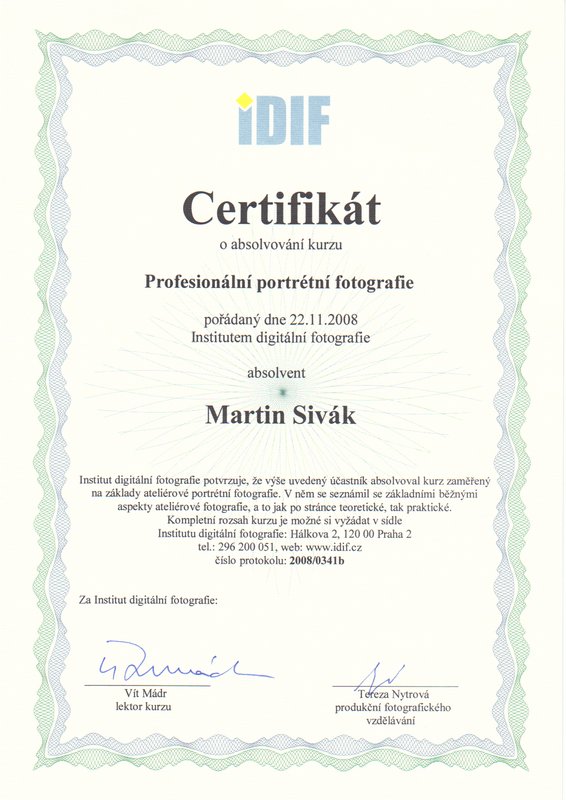 iDIF
Certifikát
o absolvování kurzu
Profesionální portrétní fotografie
pořádaný dne 22.11.2008
Institutem digitální fotografie
absolvent
Martin Sivák
Institut digitální fotografie potvrzuje, že výše uvedený účastník absolvoval kurz zaměřený
na základy ateliérové portrétní fotografie. V něm se seznámil se základními běžnými
aspekty ateliérové fotografie, a to jak po stránce teoretické, tak praktické.
Kompletní rozsah kurzu je možné si vyžádat v sídle
Institutu digitální fotografie: Hálkova 2, 120 00 Praha 2
tel.: 296 200 051, web: www.idif.cz
číslo protokolu: 2008/0341b
Za Institut digitální fotografie:
Vít Mádr
lektor kurzu
Tereza Nytrová
produkční fotografického
vzdělávání